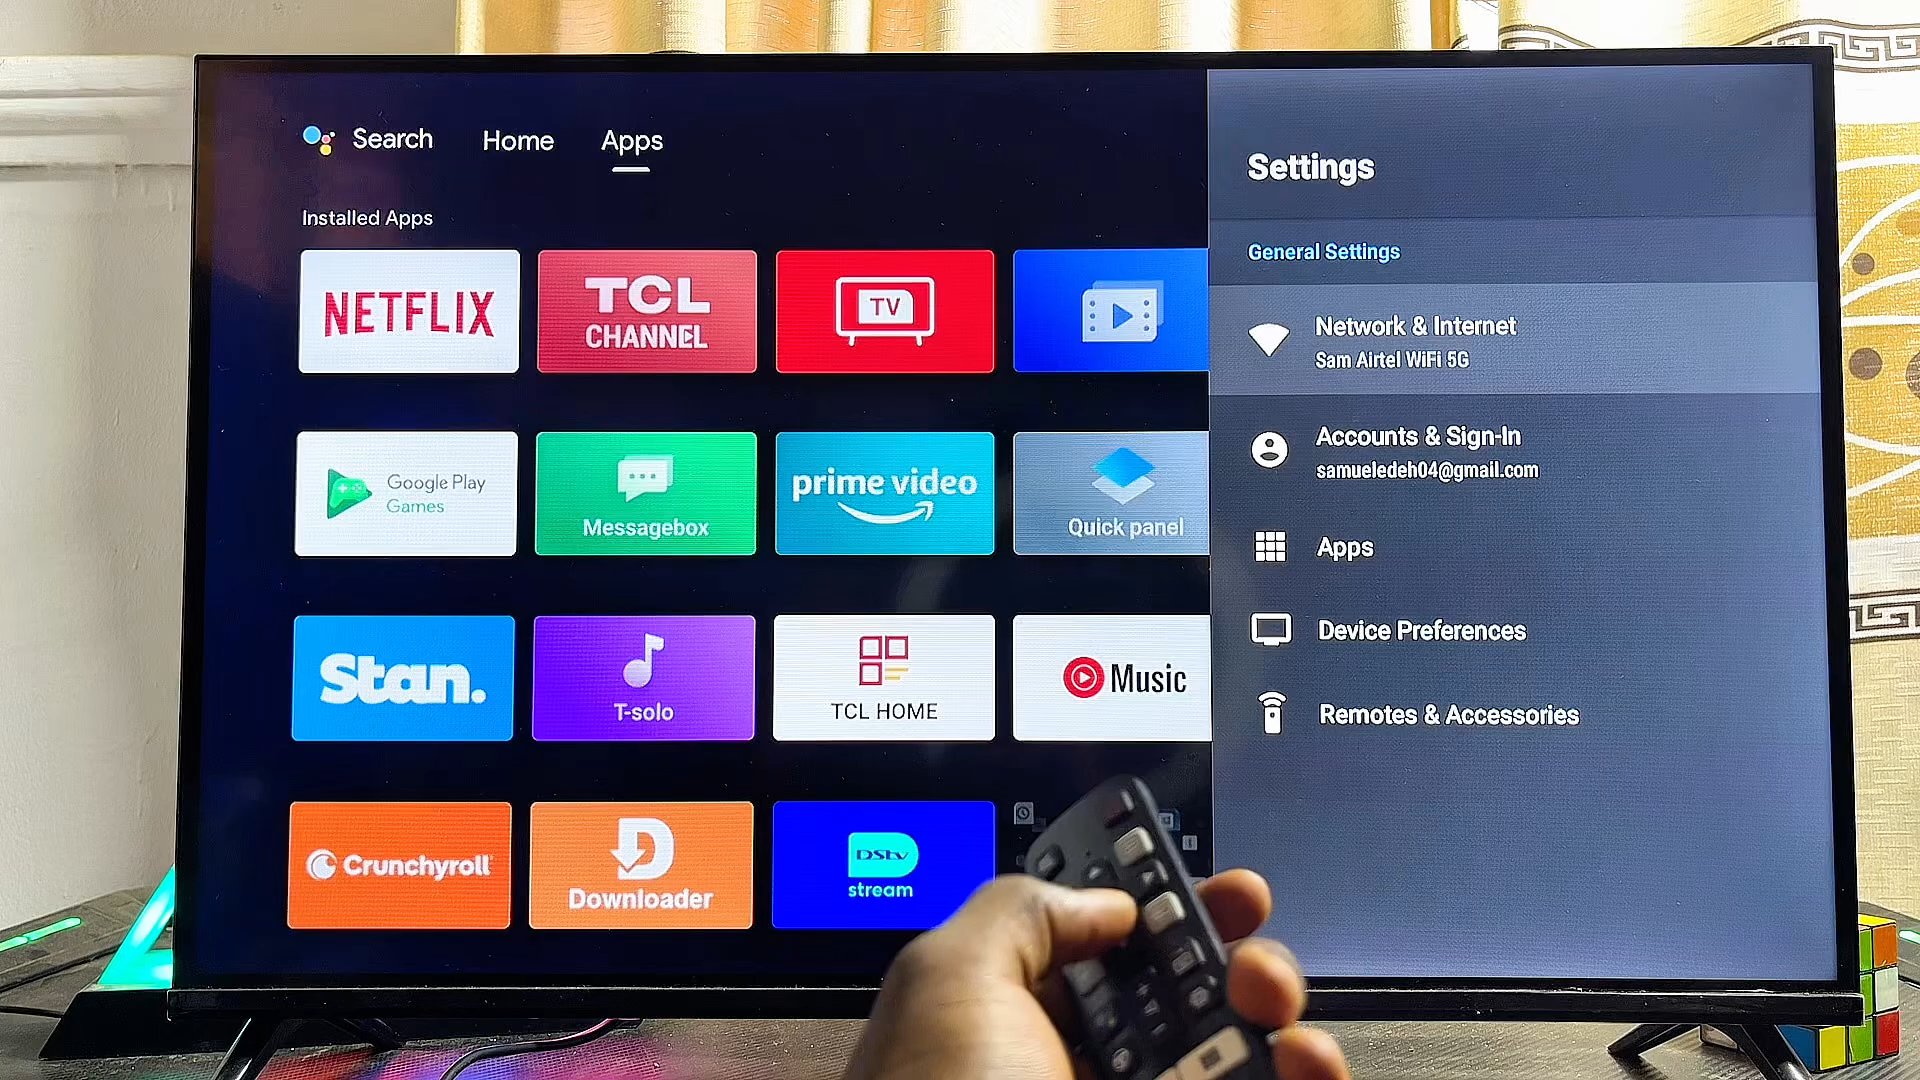 Search Home Apps
Installed Apps
NETFLIX
TCL
CHANNEL
TV
Google Play
Games
Messagebox
prime video
Quick panel
Stan.
T-solo
TCL HOME
Music
Crunchyroll
D
Downloader
DStv
stream
Settings
General Settings
Network & Internet
Sam Airtel WiFi 5G
Accounts & Sign-In
samueledeh04@gmail.com
Apps
Device Preferences
Remotes & Accessories